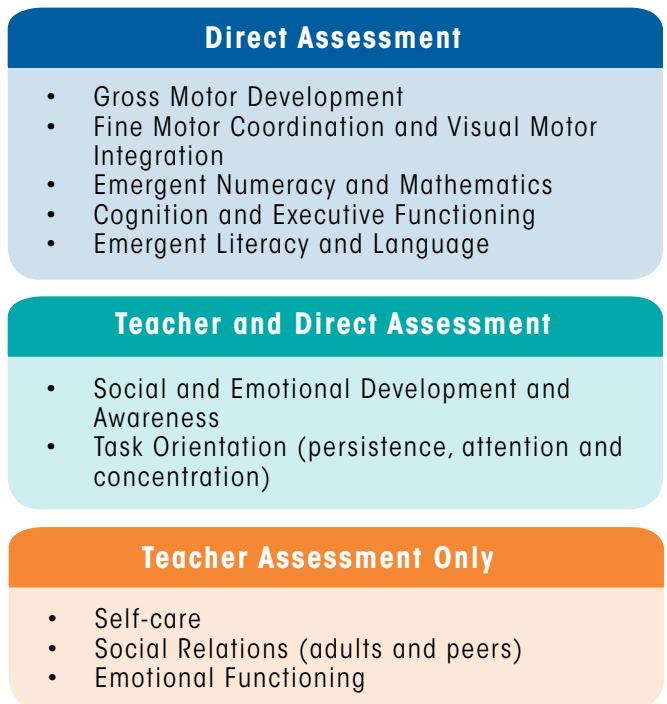 Direct Assessment
• Gross Motor Development
• Fine Motor Coordination and Visual Motor
Integration
• Emergent Numeracy and Mathematics
• Cognition and Executive Functioning
• Emergent Literacy and Language
Teacher and Direct Assessment
• Social and Emotional Development and
Awareness
• Task Orientation (persistence, attention and
concentration)
Teacher Assessment Only
• Self-care
• Social Relations (adults and peers)
• Emotional Functioning